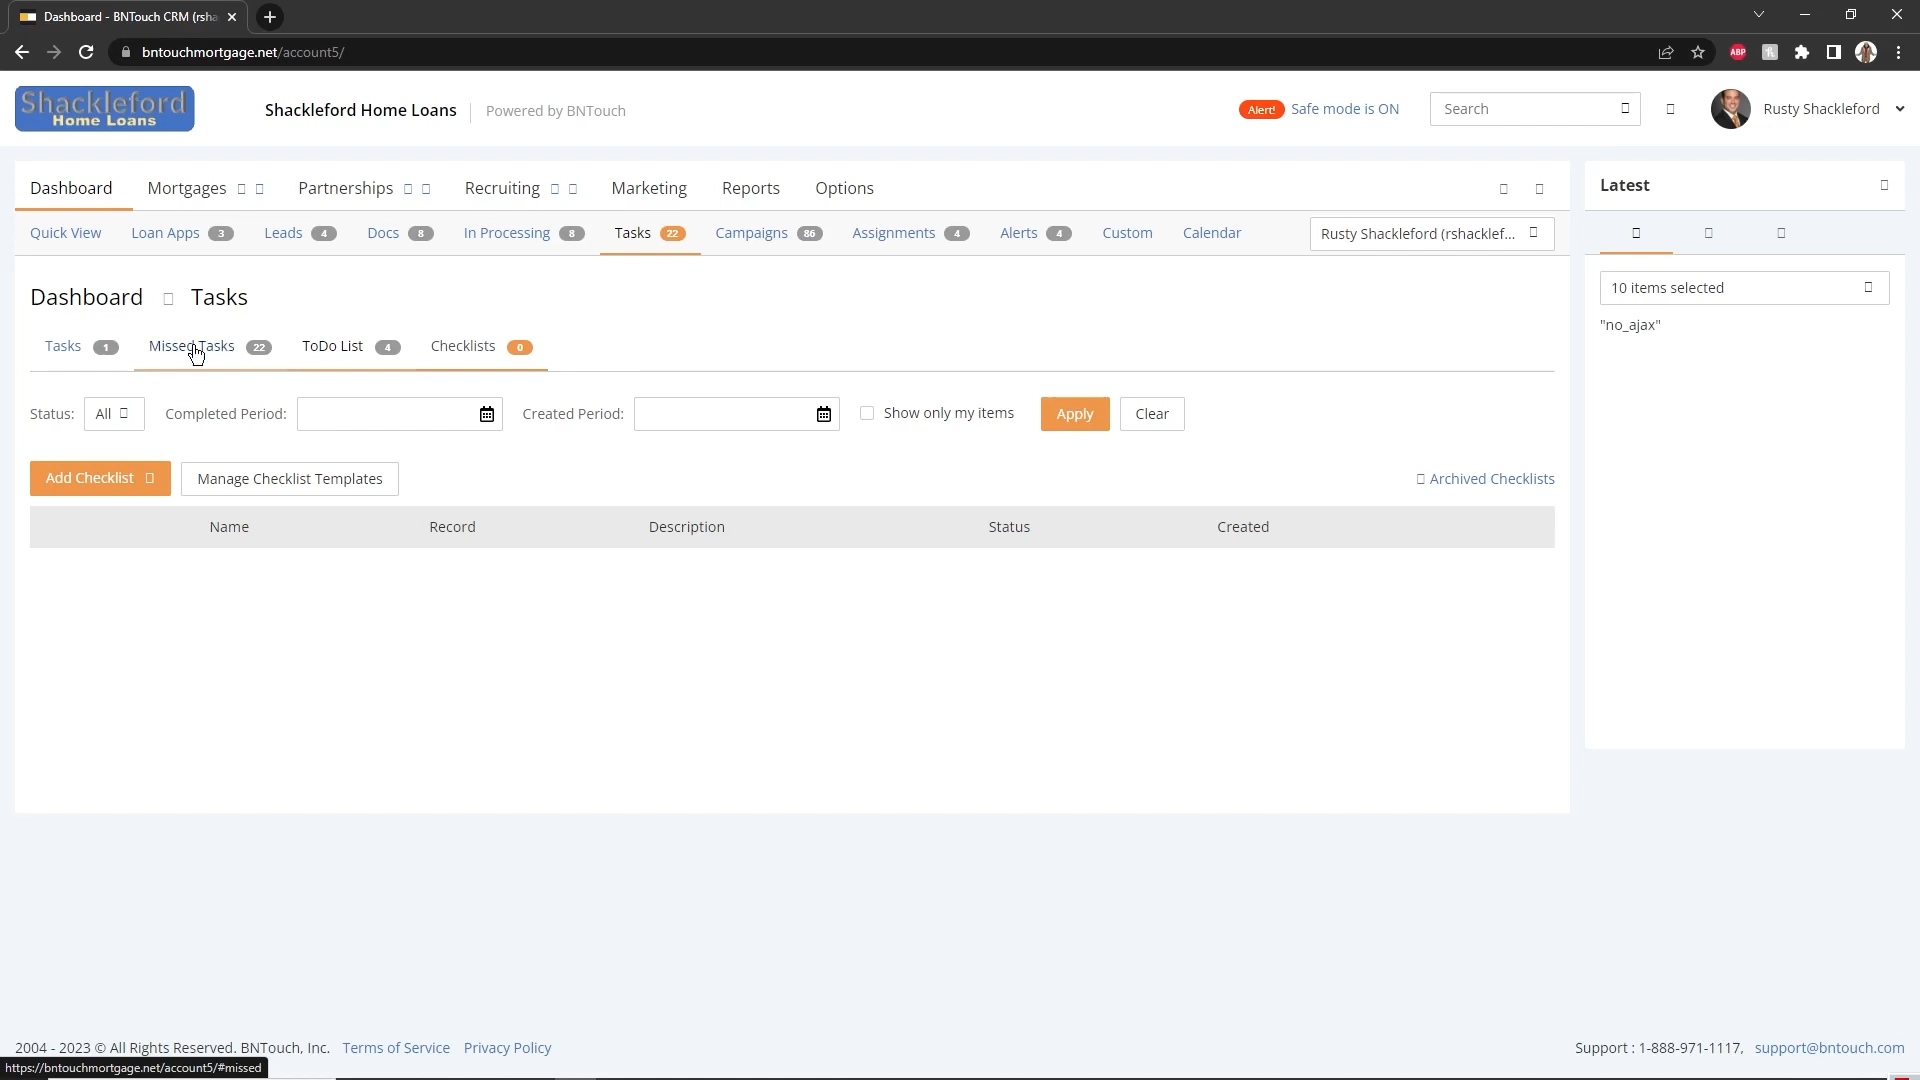 Dashboard - BNTouch CRM (rsha
bntouchmortgage.net/account5/
ABP
Shackleford
Home Loans
Shackleford Home Loans Powered by BNTouch
Alert! Safe mode is ON
Search
Rusty Shackleford
Dashboard Mortgages Partnerships Recruiting Marketing Reports Options
Quick View Loan Apps 3 Leads 4 Docs 8 In Processing 8 Tasks 22 Campaigns 86 Assignments 4 Alerts 4 Custom Calendar
Rusty Shackleford (rshacklef...
Latest
10 items selected
"no_ajax"
Dashboard Tasks
Tasks 1 Missed Tasks 22 ToDo List 4 Checklists 0
Status: All Completed Period: Created Period: Show only my items Apply Clear
Add Checklist Manage Checklist Templates Archived Checklists
Name Record Description Status Created
2004 - 2023 © All Rights Reserved. BNTouch, Inc. Terms of Service Privacy Policy
Support : 1-888-971-1117, support@bntouch.com
https://bntouchmortgage.net/account5/#missed